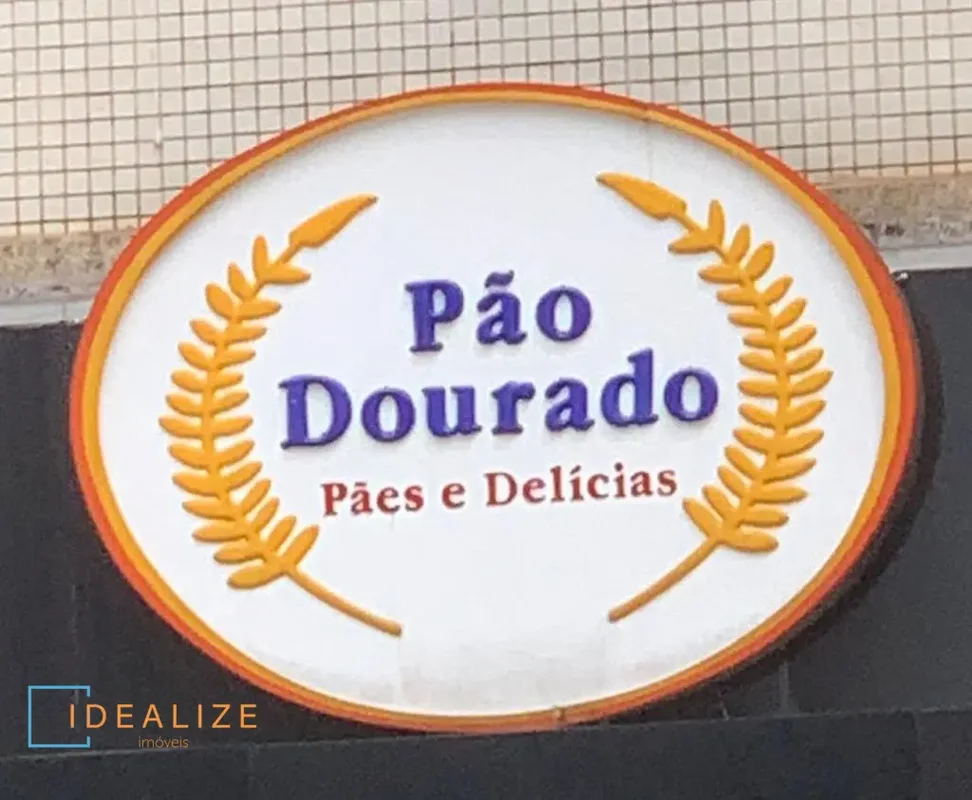 Pão
Dourado
Pães e Delícias
IDEALIZE
imóveis